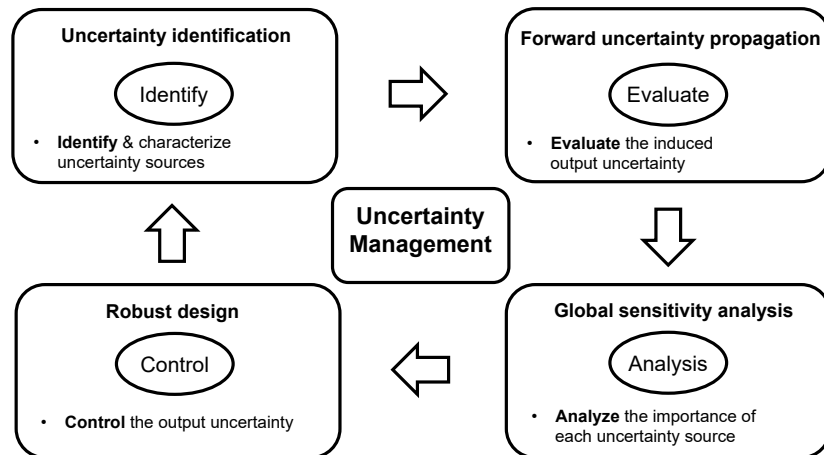 Uncertainty identification
Identify
• Identify & characterize
uncertainty sources
Forward uncertainty propagation
Evaluate
• Evaluate the induced
output uncertainty
Uncertainty
Management
Robust design
Control
• Control the output uncertainty
Global sensitivity analysis
Analysis
• Analyze the importance of
each uncertainty source